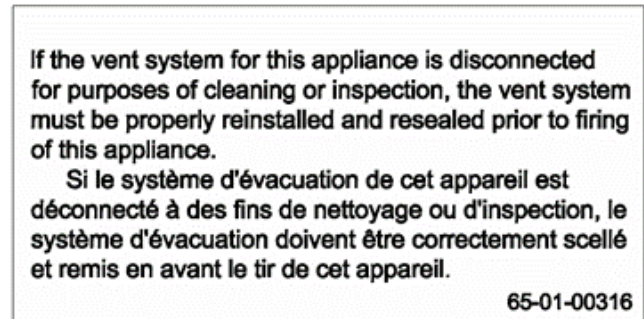 If the vent system for this appliance is disconnected
for purposes of cleaning or inspection, the vent system
must be properly reinstalled and resealed prior to firing
of this appliance.
Si le système d'évacuation de cet appareil est
déconnecté à des fins de nettoyage ou d'inspection, le
système d'évacuation doivent être correctement scellé
et remis en avant le tir de cet appareil.
65-01-00316